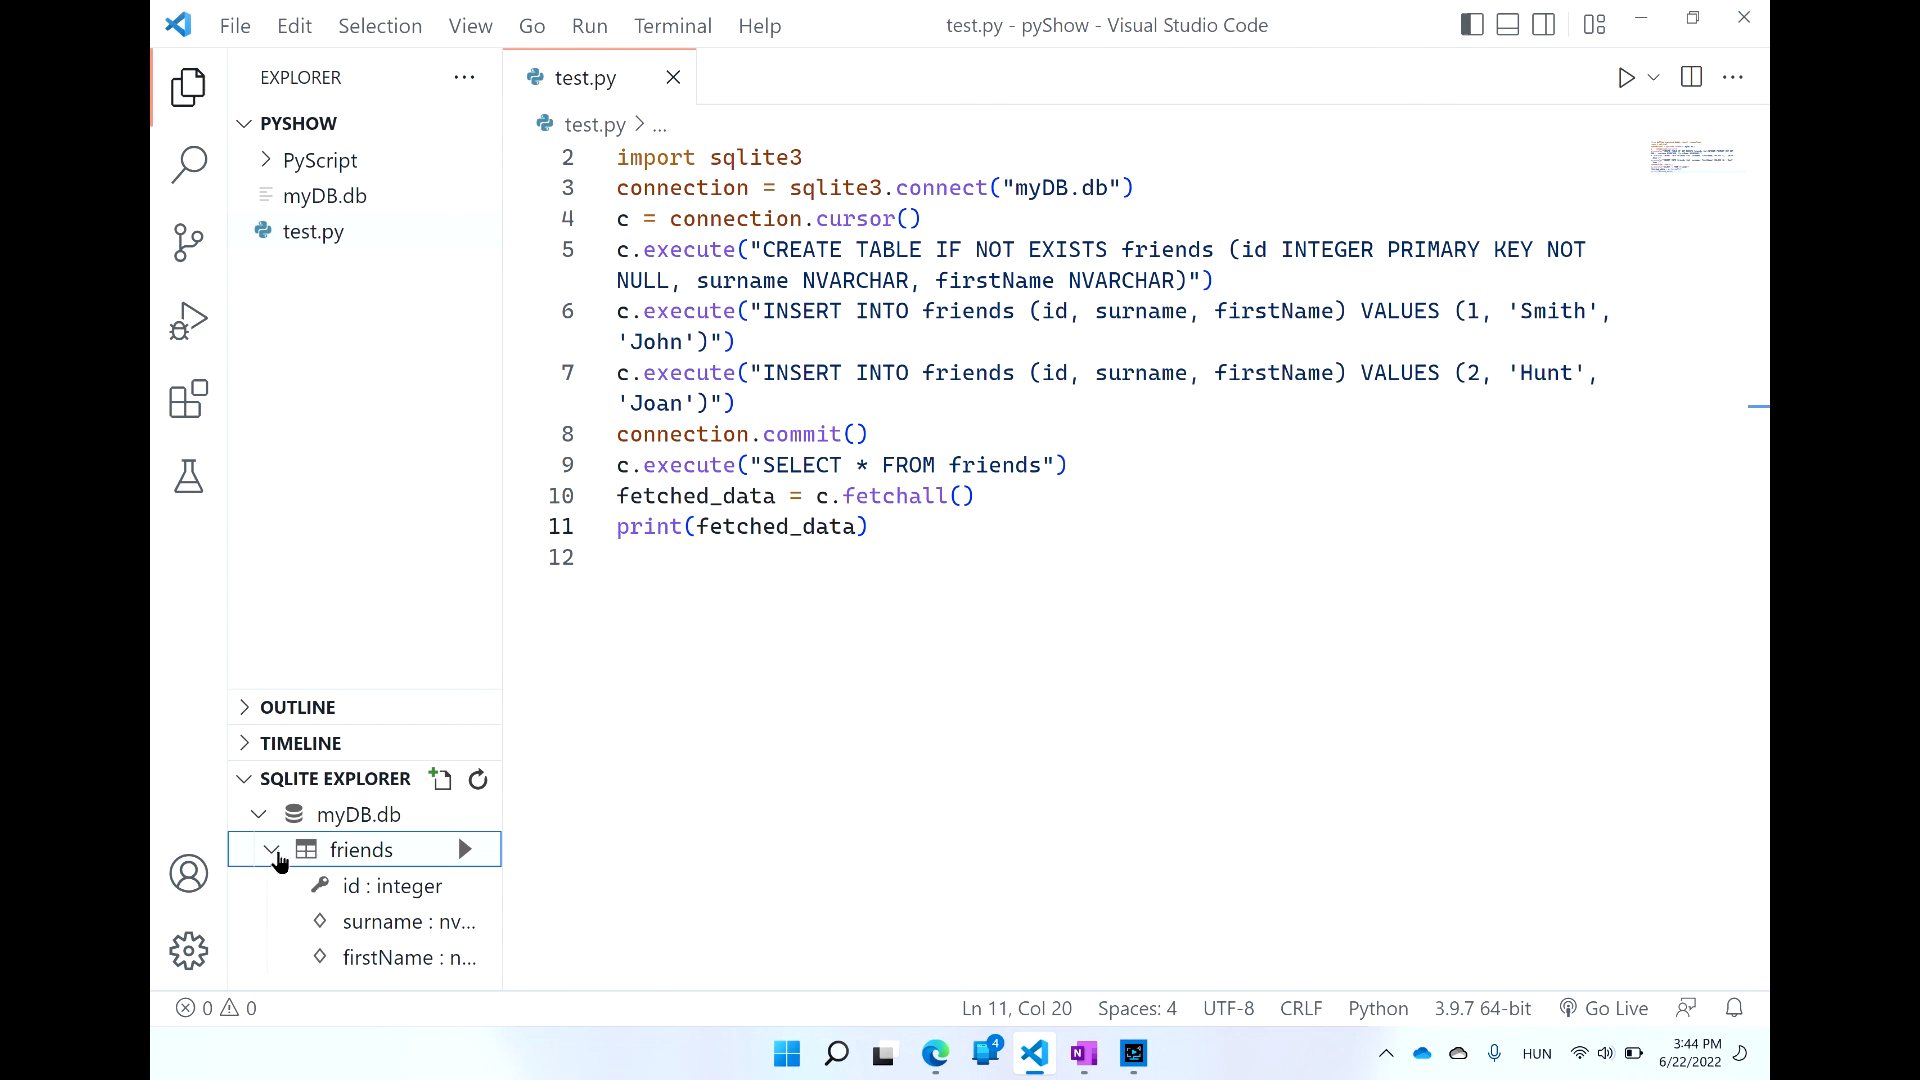 File Edit Selection View Go Run Terminal Help
test.py - pyShow - Visual Studio Code
EXPLORER
PYSHOW
PyScript
myDB.db
test.py
test.py
test.py > ...
2 import sqlite3
3 connection = sqlite3.connect("myDB.db")
4 c = connection.cursor()
5 c.execute("CREATE TABLE IF NOT EXISTS friends (id INTEGER PRIMARY KEY NOT
NULL, surname NVARCHAR, firstName NVARCHAR)")
6 c.execute("INSERT INTO friends (id, surname, firstName) VALUES (1, 'Smith',
'John')")
7 c.execute("INSERT INTO friends (id, surname, firstName) VALUES (2, 'Hunt',
'Joan')")
8 connection.commit()
9 c.execute("SELECT * FROM friends")
10 fetched_data = c.fetchall()
11 print(fetched_data)
12
OUTLINE
TIMELINE
SQLITE EXPLORER
myDB.db
friends
id : integer
surname : nv...
firstName : n...
0 0
Ln 11, Col 20 Spaces: 4 UTF-8 CRLF Python 3.9.7 64-bit Go Live
4
N
HUN
3:44 PM
6/22/2022